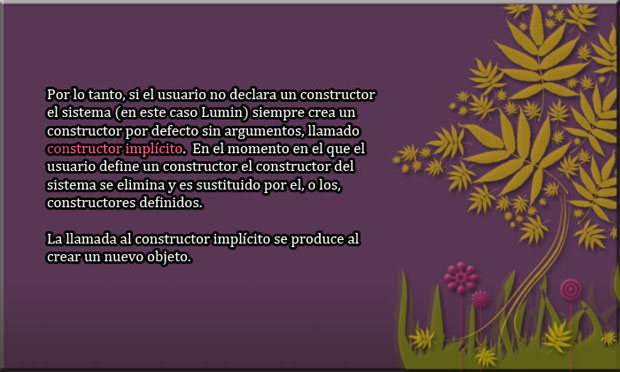 Por lo tanto, si el usuario no declara un constructor
el sistema (en este caso Lumin) siempre crea un
constructor por defecto sin argumentos, llamado
constructor implícito. En el momento en el que el
usuario define un constructor el constructor del
sistema se elimina y es sustituido por el, o los,
constructores definidos.
La llamada al constructor implícito se produce al
crear un nuevo objeto.